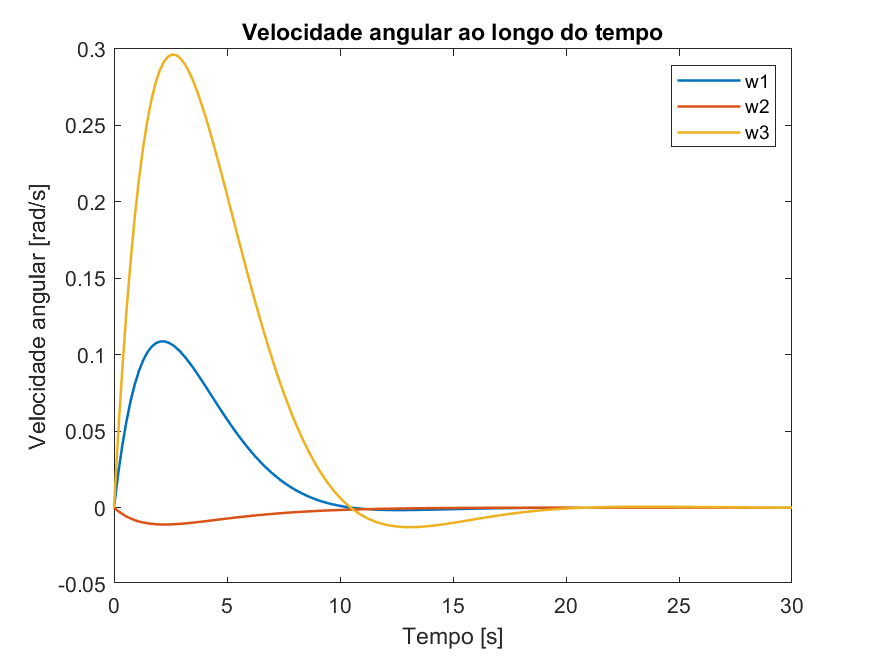 Velocidade angular ao longo do tempo
0.3
0.25
0.2
0.15
0.1
0.05
0
-0.05
Velocidade angular [rad/s]
w1
w2
w3
0 5 10 15 20 25 30
Tempo [s]